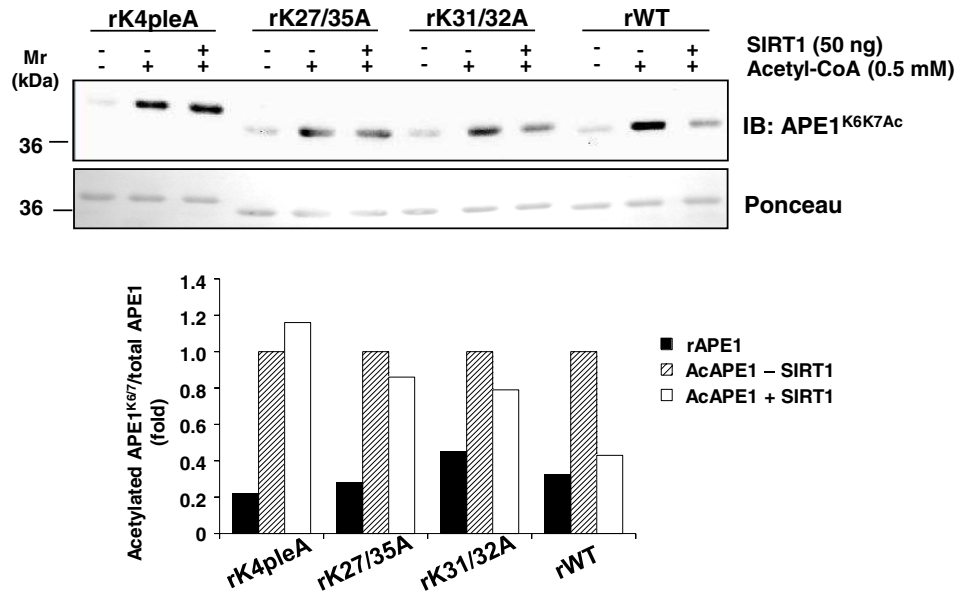 rK4pleA rK27/35A rK31/32A rWT
- - + - - + - - + - - + SIRT1 (50 ng)
- + + - + + - + + - + + Acetyl-CoA (0.5 mM)
Mr
(kDa)
36
IB: APE1K6K7Ac
36
Ponceau
Acetylated APE1K6/7/total APE1
(fold)
1.4
1.2
1.0
0.8
0.6
0.4
0.2
0
rK4pleA rK27/35A rK31/32A rWT
rAPE1
AcAPE1 – SIRT1
AcAPE1 + SIRT1